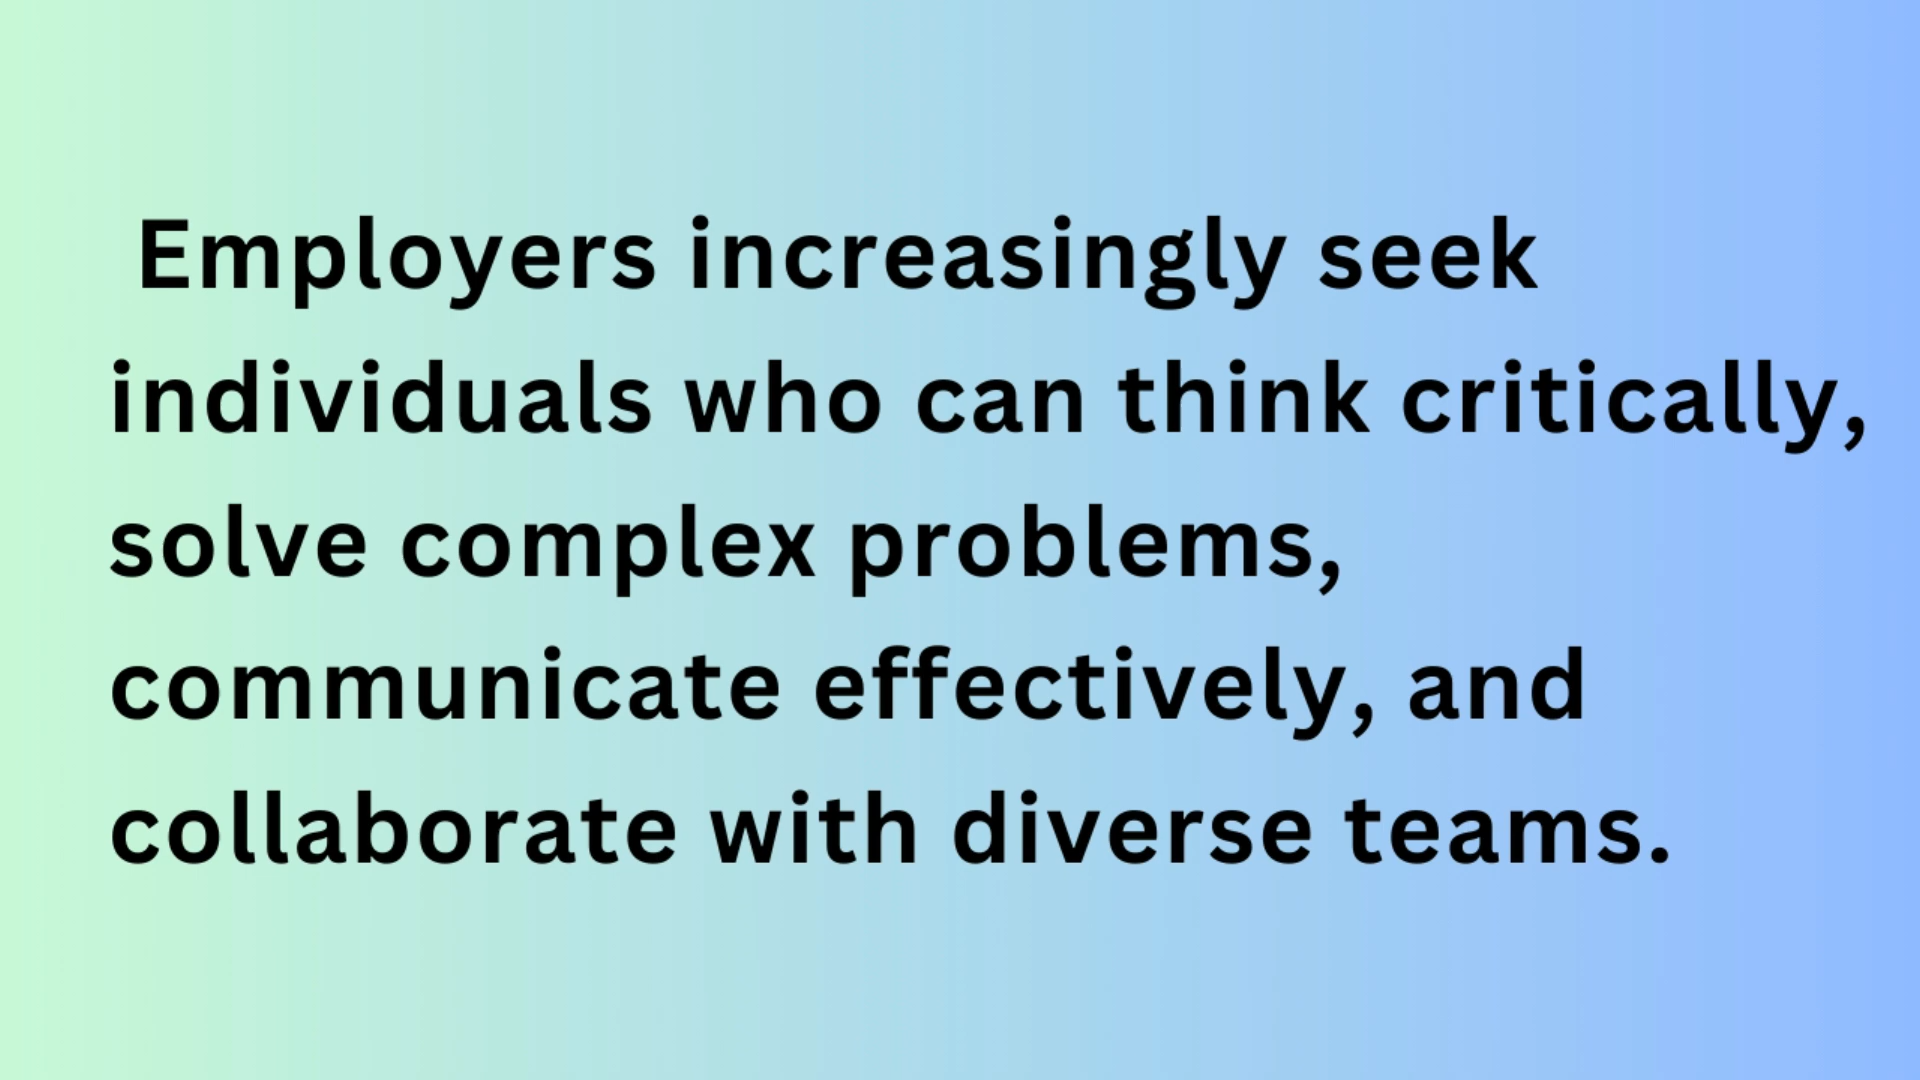 Employers increasingly seek
individuals who can think critically,
solve complex problems,
communicate effectively, and
collaborate with diverse teams.